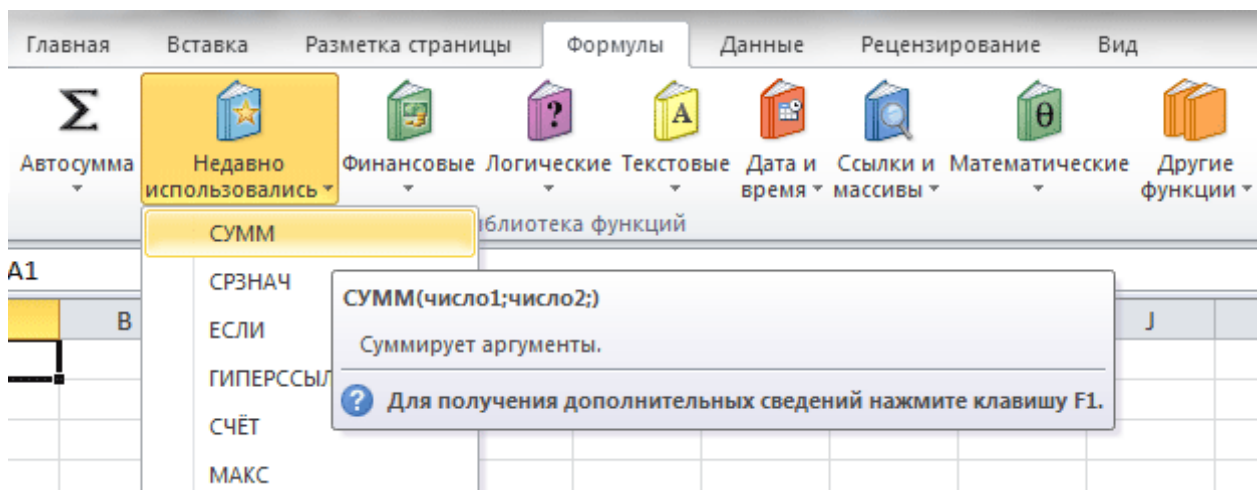 Главная Вставка Разметка страницы Формулы Данные Рецензирование Вид
Σ ? A θ
Автосумма Недавно использовались Финансовые Логические Текстовые Дата и время Ссылки и массивы Математические Другие функции
блиотека функций
A1
B J
СУММ
СРЗНАЧ
ЕСЛИ
ГИПЕРССЫЛ
СЧЁТ
МАКС
СУММ(число1;число2;)
Суммирует аргументы.
? Для получения дополнительных сведений нажмите клавишу F1.